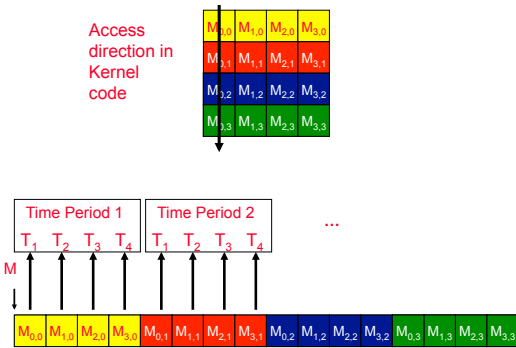 Access
direction in
Kernel
code
M0,0 M1,0 M2,0 M3,0
M0,1 M1,1 M2,1 M3,1
M0,2 M1,2 M2,2 M3,2
M0,3 M1,3 M2,3 M3,3
Time Period 1 Time Period 2 ...
T1 T2 T3 T4 T1 T2 T3 T4
M
M0,0 M1,0 M2,0 M3,0 M0,1 M1,1 M2,1 M3,1 M0,2 M1,2 M2,2 M3,2 M0,3 M1,3 M2,3 M3,3